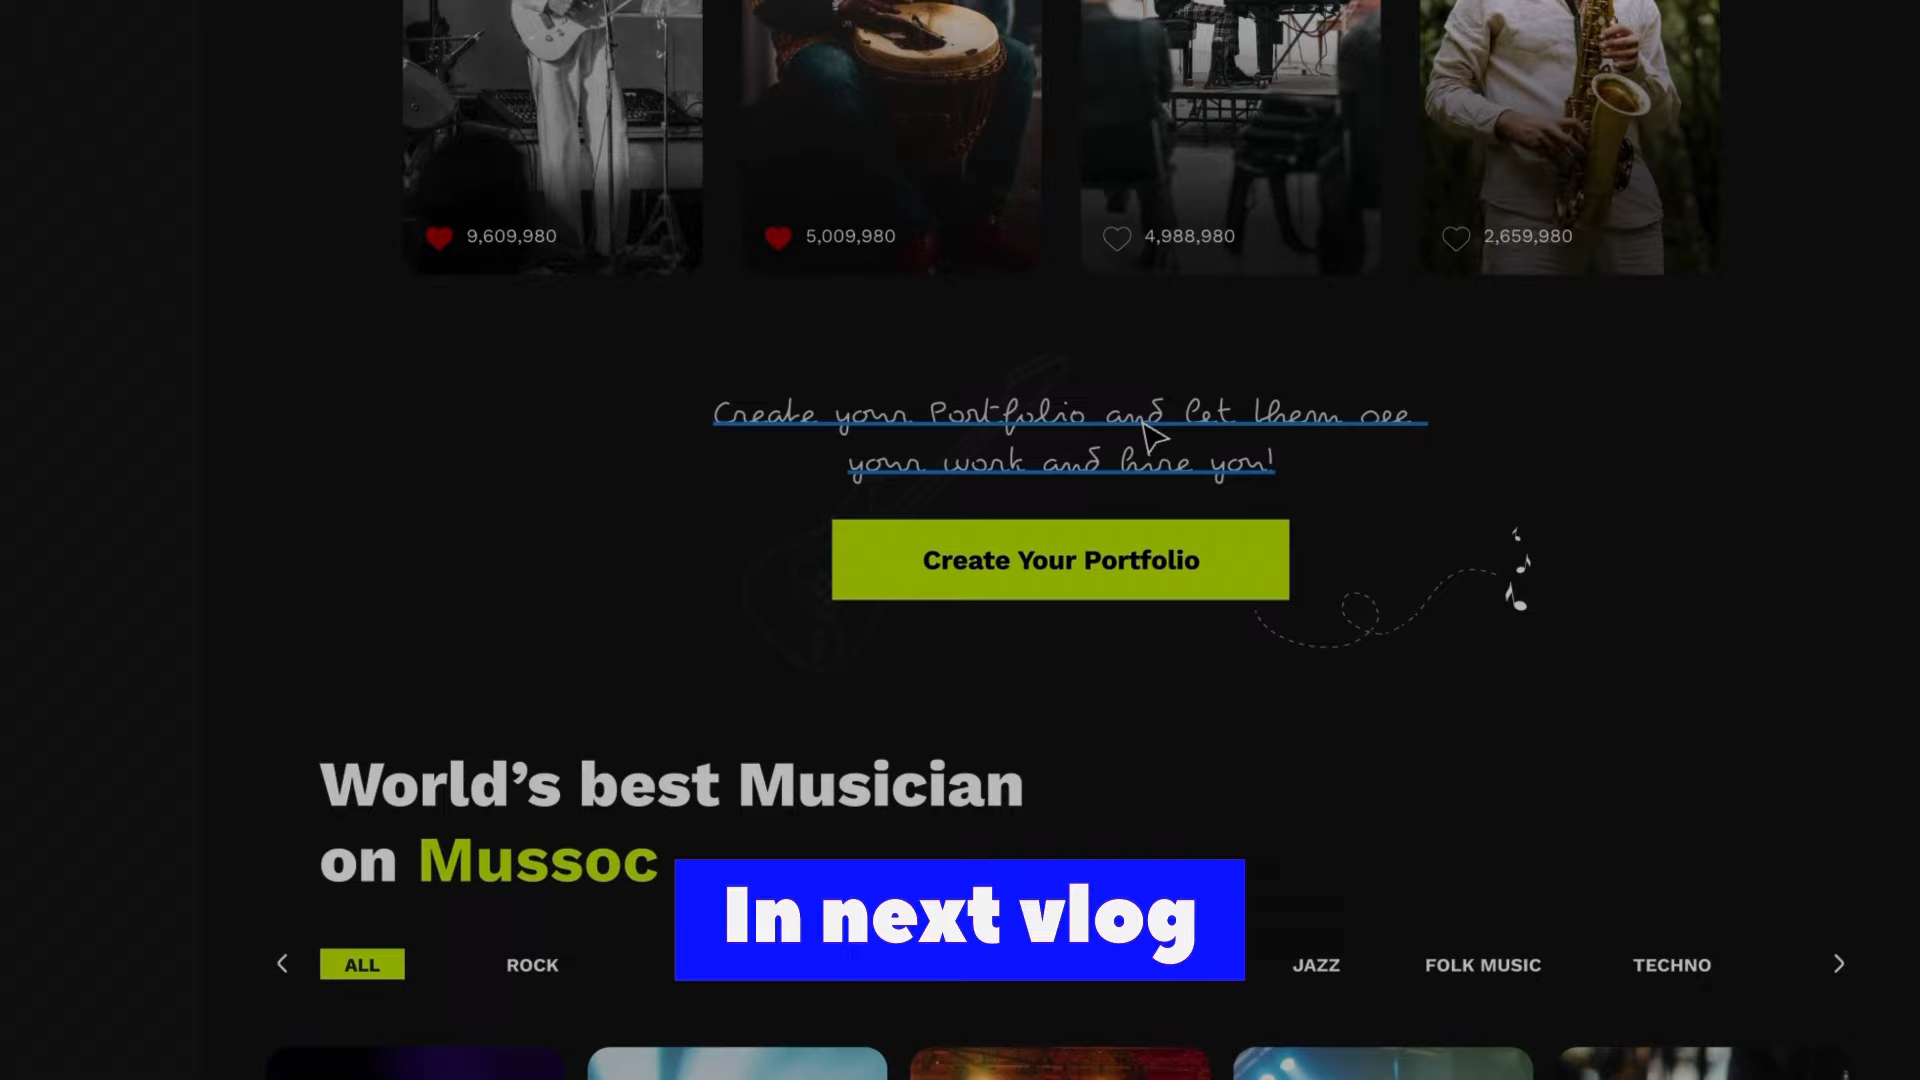 9,609,980
5,009,980
4,988,980
2,659,980
Create your Portfolio and let them see
your work and hire you!
Create Your Portfolio
World’s best Musician
on Mussoc
In next vlog
ALL
ROCK
JAZZ
FOLK MUSIC
TECHNO